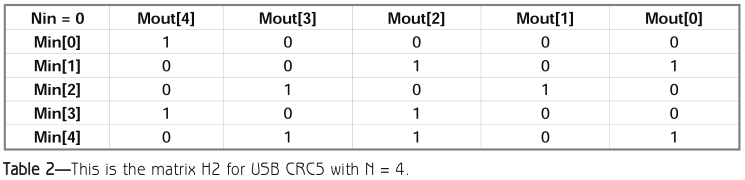 Nin = 0 Mout[4] Mout[3] Mout[2] Mout[1] Mout[0]
Min[0] 1 0 0 0 0
Min[1] 0 0 1 0 1
Min[2] 0 1 0 1 0
Min[3] 1 0 1 0 0
Min[4] 0 1 1 0 1
Table 2—This is the matrix H2 for USB CRC5 with N = 4.